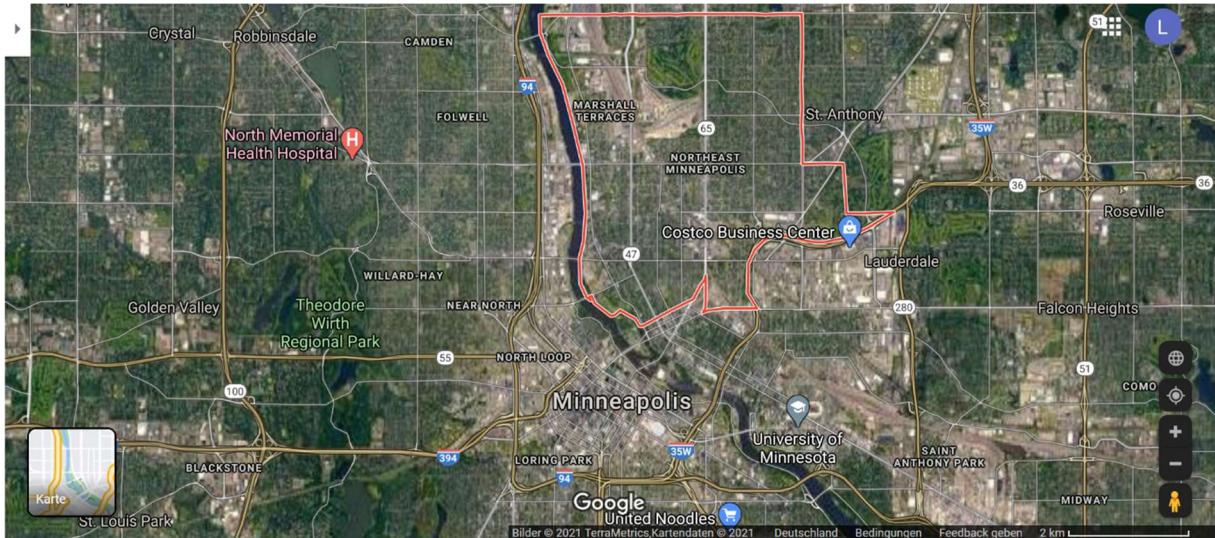 Crystal
Robbinsdale
CAMDEN
51
L
94
MARSHALL
TERRACES
FOLWELL
St. Anthony
35W
65
North Memorial
Health Hospital
H
NORTHEAST
MINNEAPOLIS
36
36
Roseville
Costco Business Center
47
Lauderdale
WILLARD-HAY
Golden Valley
Theodore
Wirth
Regional Park
NEAR NORTH
280
Falcon Heights
55
NORTH LOOP
51
COMO
100
Minneapolis
University of
Minnesota
35W
SAINT
ANTHONY PARK
394
LORING PARK
94
BLACKSTONE
Karte
Google
MIDWAY
St. Louis Park
United Noodles
Bilder © 2021 TerraMetrics,Kartendaten © 2021 Deutschland Bedingungen Feedback geben 2 km